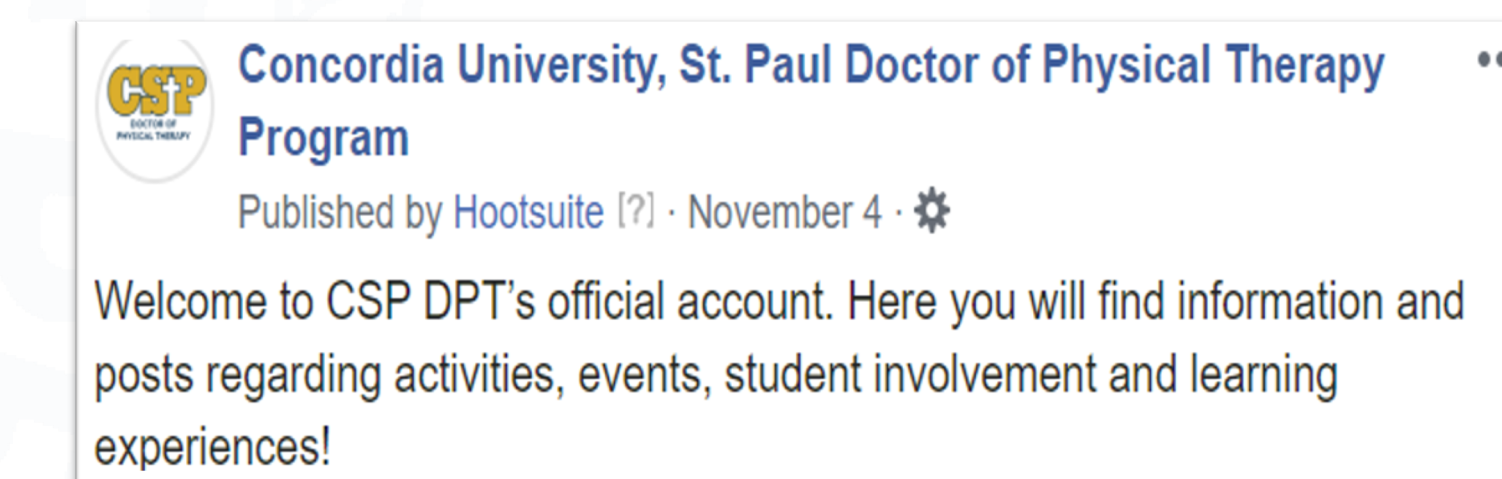 CSP
DOCTOR OF
PHYSICAL THERAPY
Concordia University, St. Paul Doctor of Physical Therapy
Program
Published by Hootsuite [?] · November 4 ·
Welcome to CSP DPT’s official account. Here you will find information and
posts regarding activities, events, student involvement and learning
experiences!